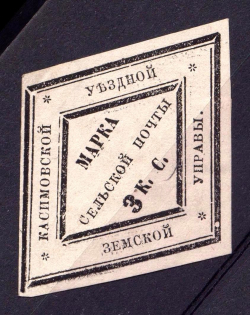 КАСИМОВСКОЙ
УѢЗДНОЙ
ЗЕМСКОЙ
УПРАВЫ.
МАРКА
СЕЛЬСКОЙ ПОЧТЫ
3 К. С.